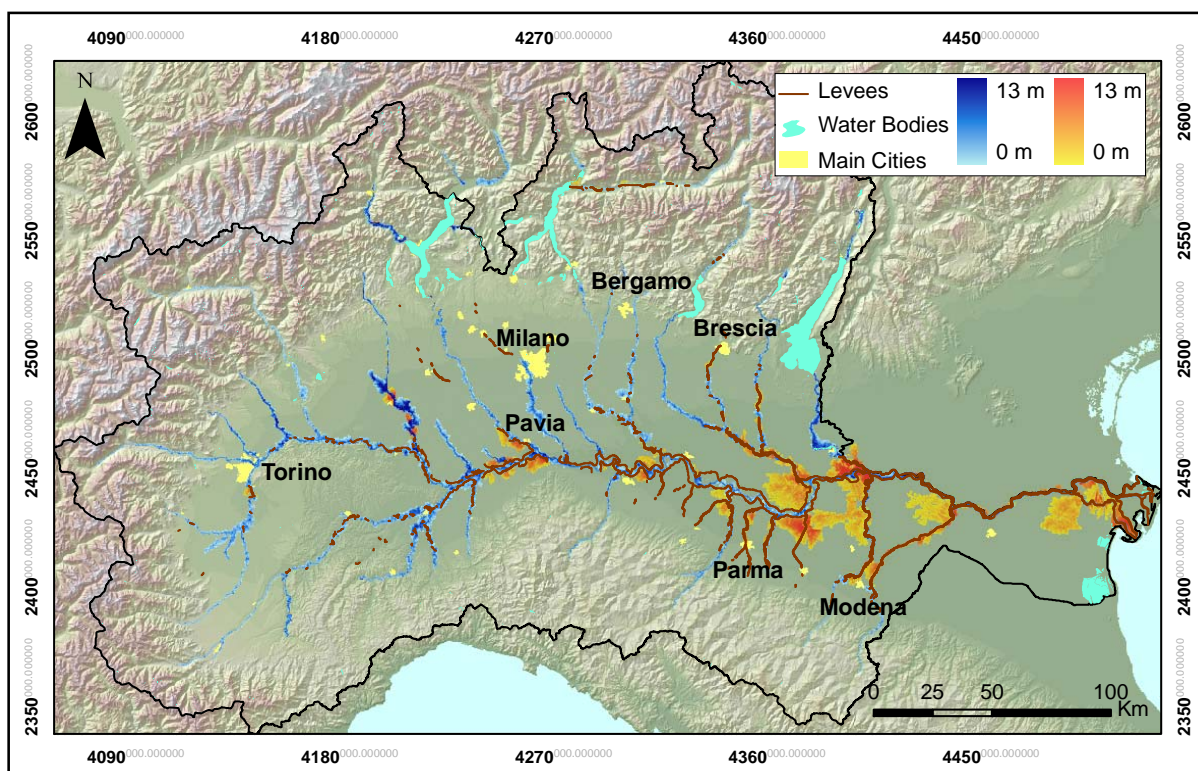 4090000.000000 4180000.000000 4270000.000000 4360000.000000 4450000.000000
N
Levees
Water Bodies
Main Cities
13 m
0 m
13 m
0 m
2600000.000000
2550000.000000
2500000.000000
2450000.000000
2400000.000000
2350000.000000
2600000.000000
2550000.000000
2500000.000000
2450000.000000
2400000.000000
2350000.000000
Bergamo
Milano
Brescia
Pavia
Torino
Parma
Modena
0 25 50 100
Km
4090000.000000 4180000.000000 4270000.000000 4360000.000000 4450000.000000